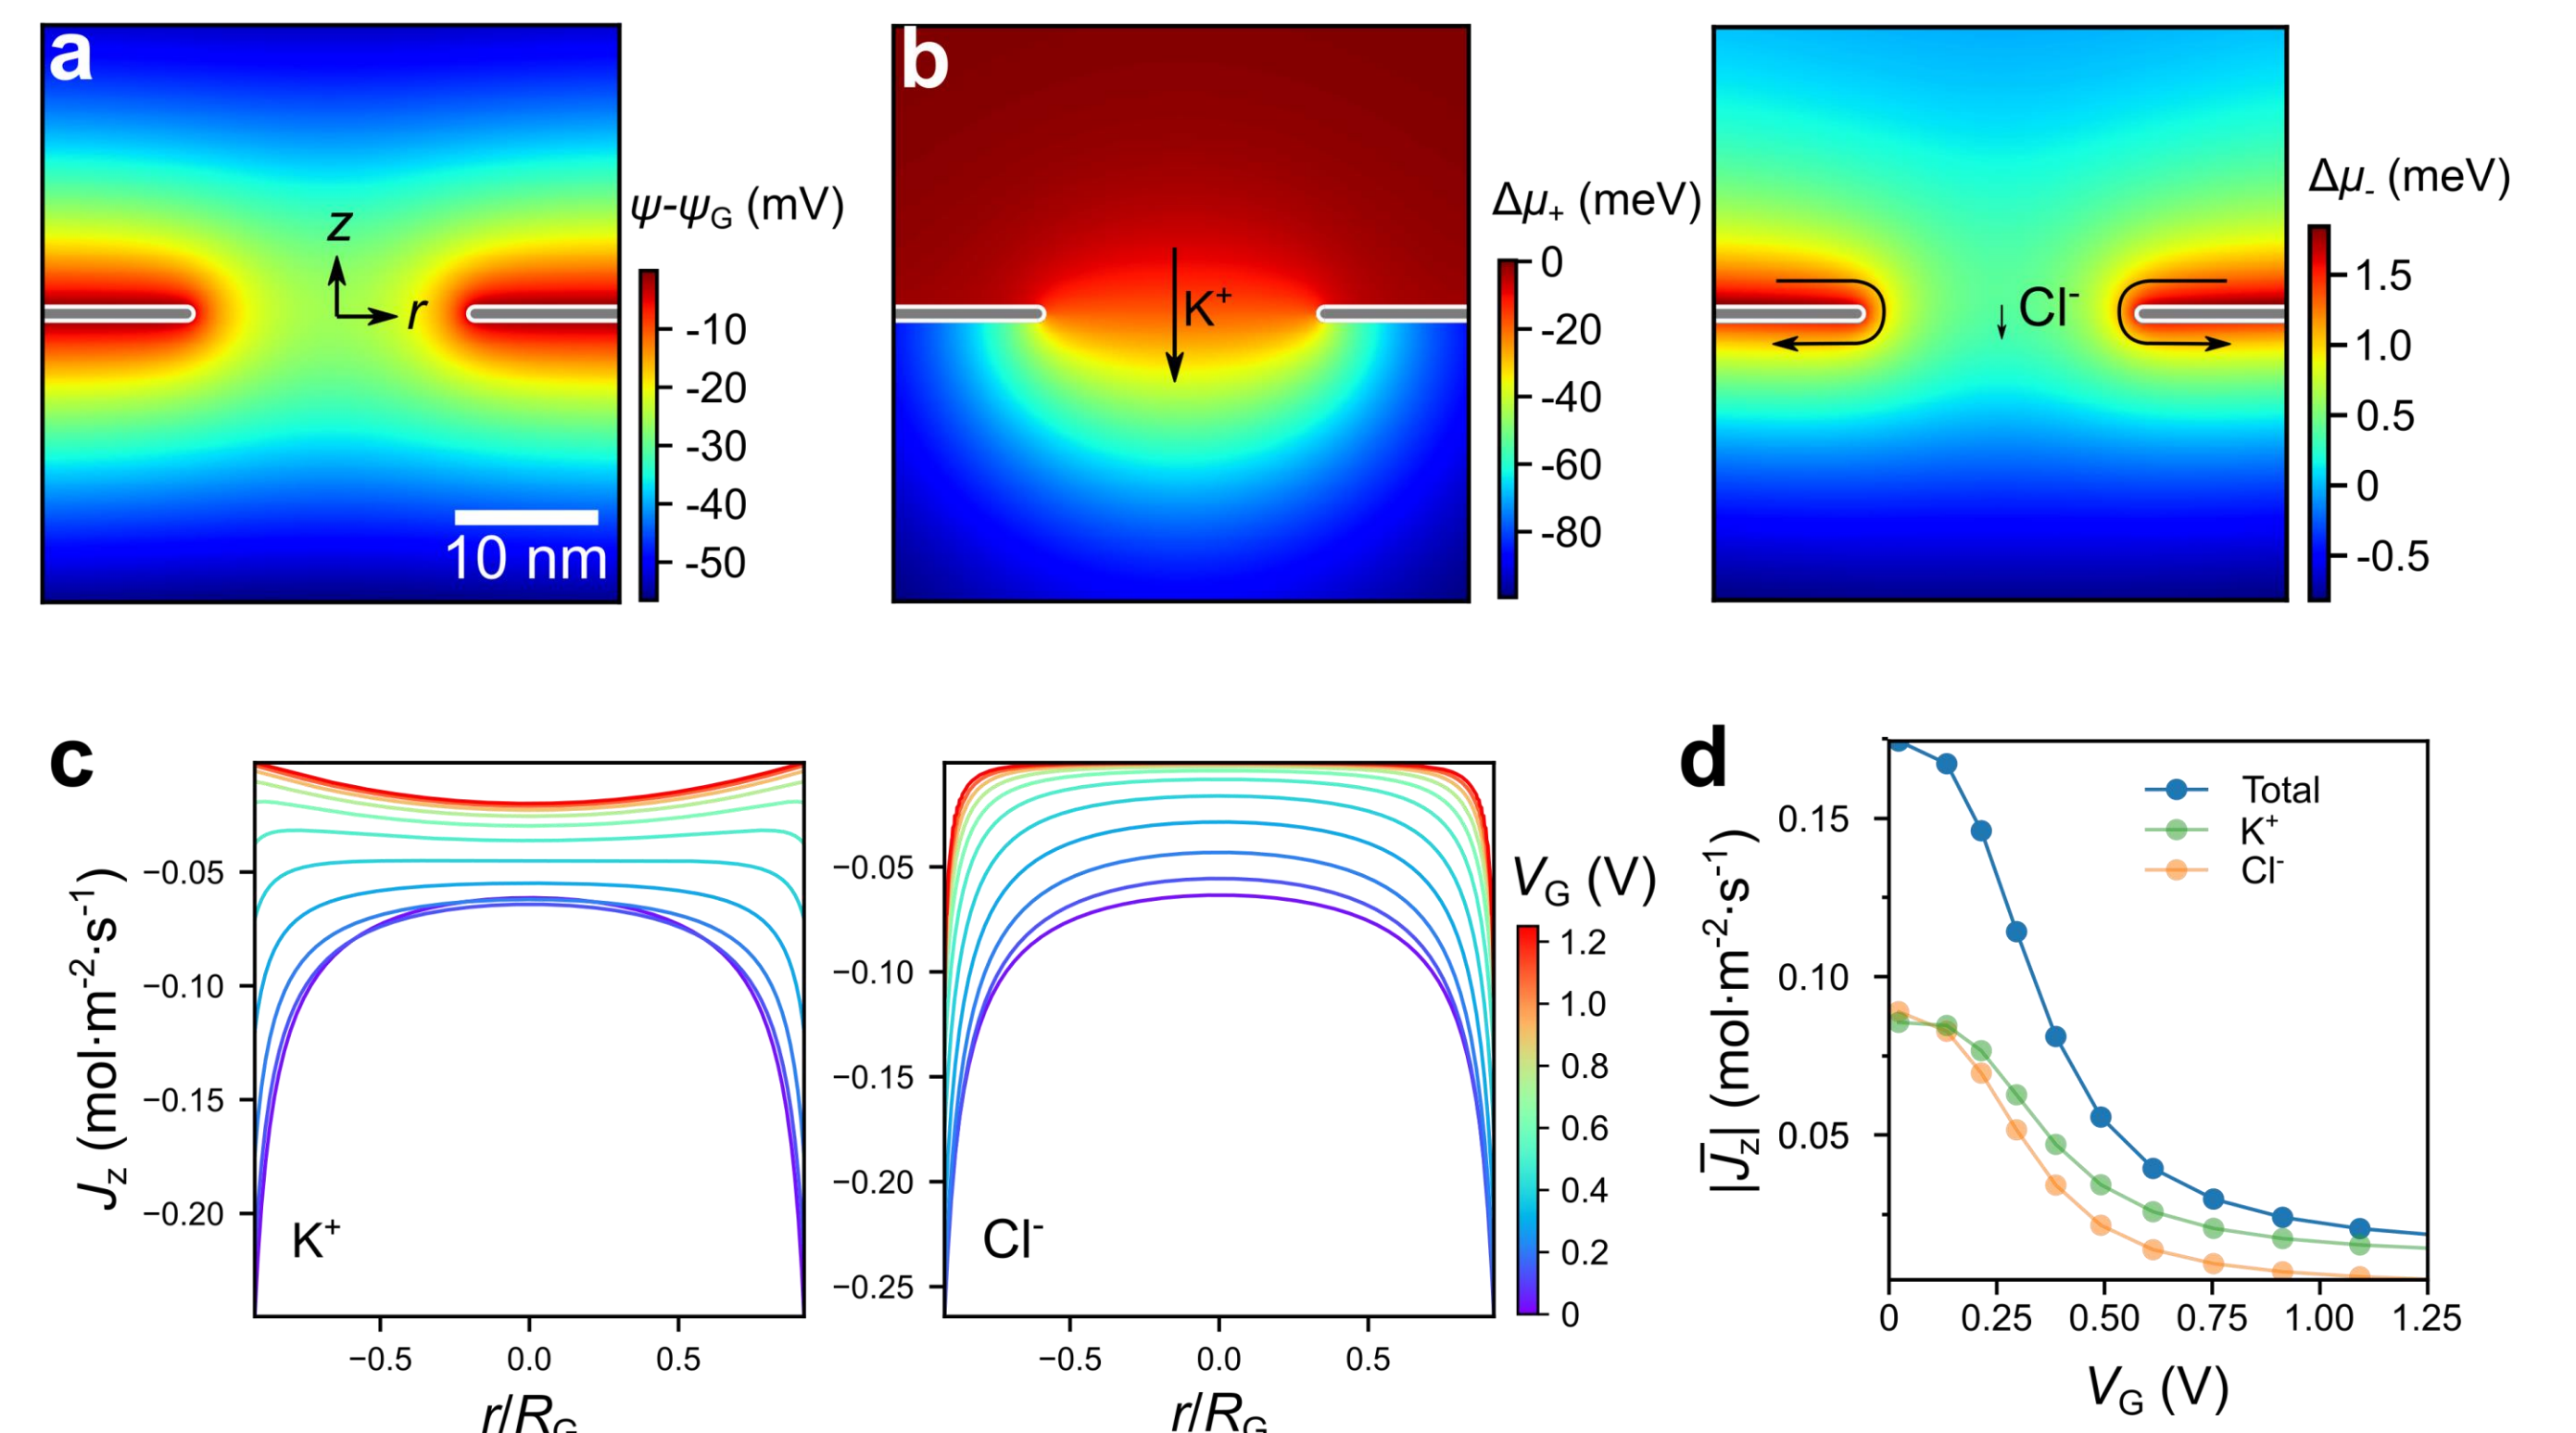 a
z
r
10 nm
ψ-ψG (mV)
-10
-20
-30
-40
-50
b
K+
Δμ+ (meV)
0
-20
-40
-60
-80
Cl-
Δμ- (meV)
1.5
1.0
0.5
0
-0.5
c
Jz (mol·m-2·s-1)
−0.05
−0.10
−0.15
−0.20
K+
−0.5 0.0 0.5
r/RG
−0.05
−0.10
−0.15
−0.20
−0.25
Cl-
−0.5 0.0 0.5
r/RG
VG (V)
1.2
1.0
0.8
0.6
0.4
0.2
0
d
|J̅z| (mol·m-2·s-1)
0.15
0.10
0.05
Total
K+
Cl-
0 0.25 0.50 0.75 1.00 1.25
VG (V)